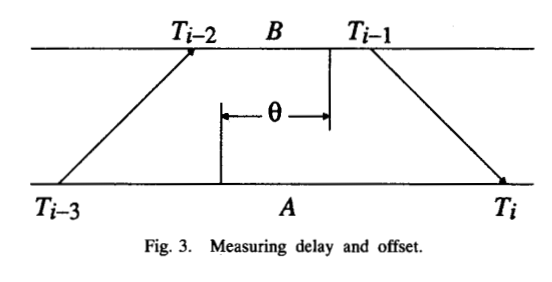 T_{i-2} B T_{i-1}
θ
T_{i-3} A T_i
Fig. 3. Measuring delay and offset.